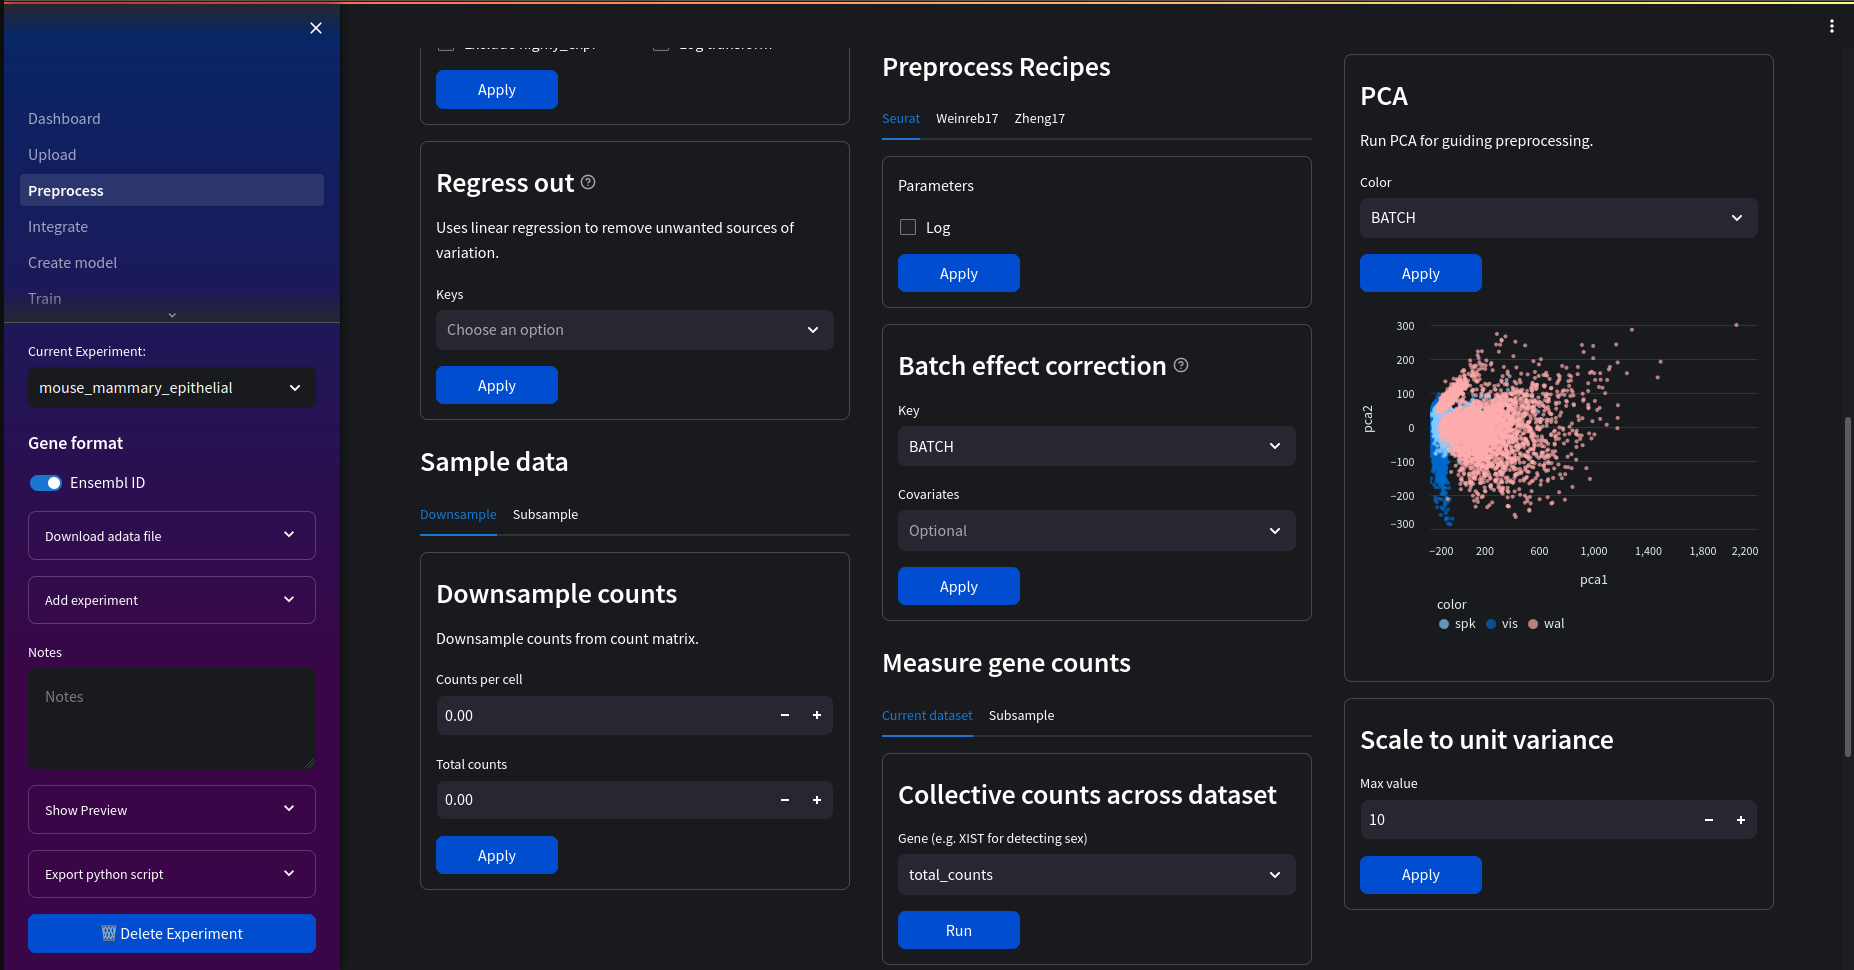 Dashboard
Upload
Preprocess
Integrate
Create model
Train
Current Experiment:
mouse_mammary_epithelial
Gene format
Ensembl ID
Download adata file
Add experiment
Notes
Notes
Show Preview
Export python script
Delete Experiment
Apply
Regress out
Uses linear regression to remove unwanted sources of
variation.
Keys
Choose an option
Apply
Sample data
Downsample Subsample
Downsample counts
Downsample counts from count matrix.
Counts per cell
0.00
Total counts
0.00
Apply
Preprocess Recipes
Seurat Weinreb17 Zheng17
Parameters
Log
Apply
Batch effect correction
Key
BATCH
Covariates
Optional
Apply
Measure gene counts
Current dataset Subsample
Collective counts across dataset
Gene (e.g. XIST for detecting sex)
total_counts
Run
PCA
Run PCA for guiding preprocessing.
Color
BATCH
Apply
300
200
100
0
−100
−200
−300
pca2
−200 200 600 1,000 1,400 1,800 2,200
pca1
color
spk vis wal
Scale to unit variance
Max value
10
Apply